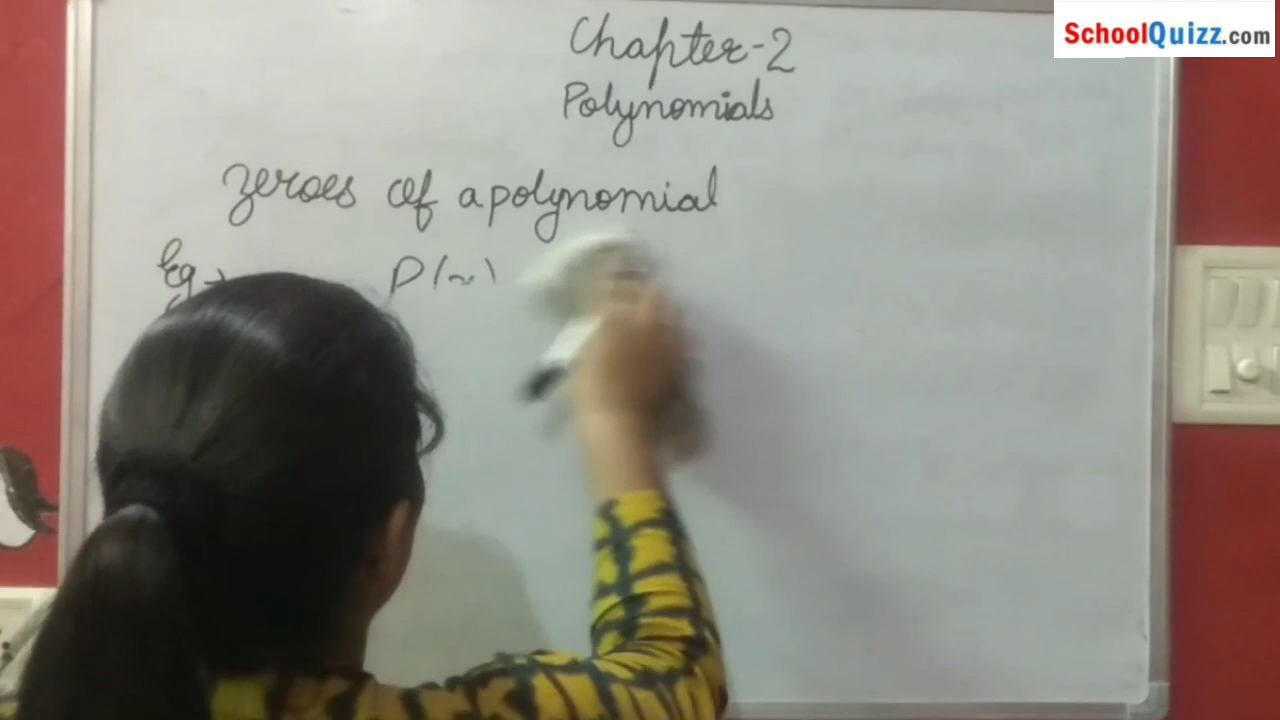 SchoolQuizz.com
Chapter-2
Polynomials
zeroes of a polynomial
Eg→ P(x)